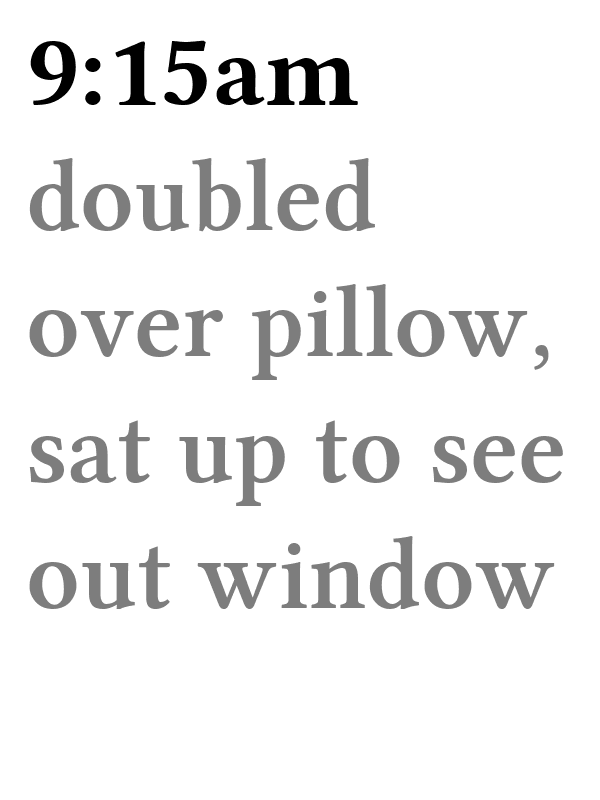 9:15am
doubled
over pillow,
sat up to see
out window